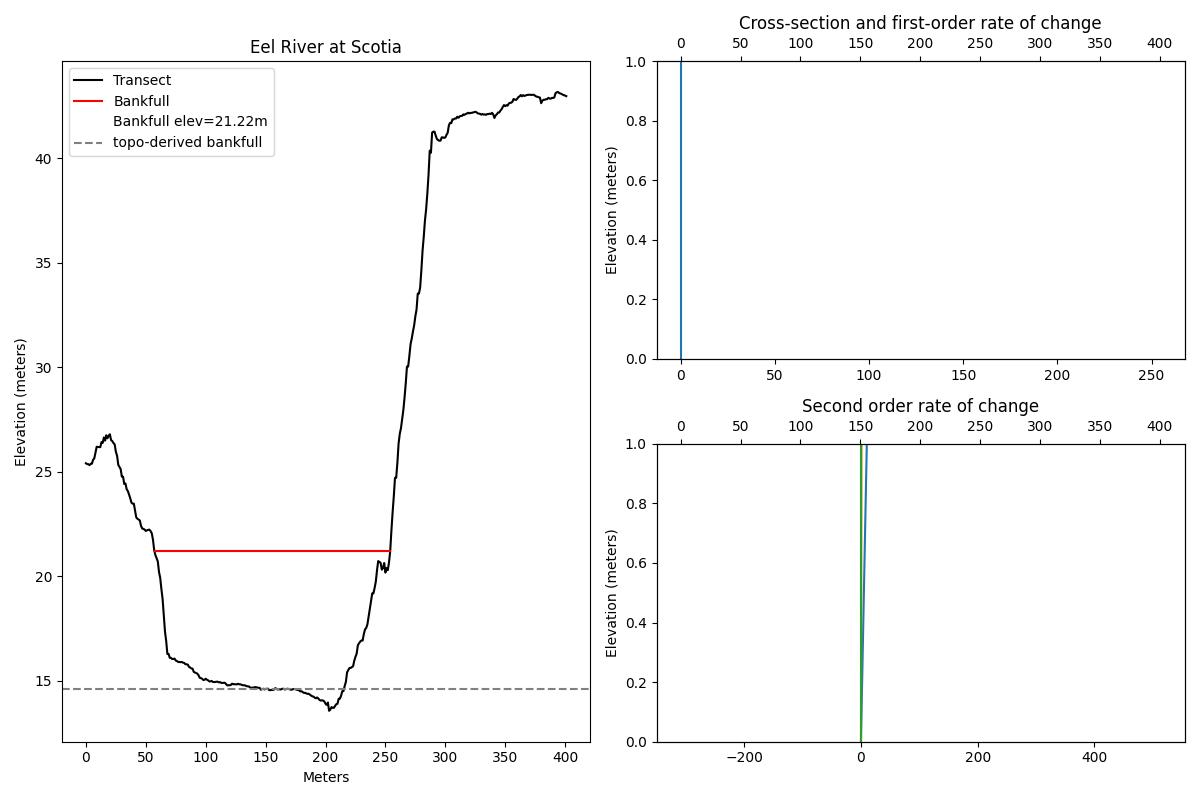 Eel River at Scotia
Transect
Bankfull
Bankfull elev=21.22m
topo-derived bankfull
Elevation (meters)
40
35
30
25
20
15
0 50 100 150 200 250 300 350 400
Meters
Cross-section and first-order rate of change
0 50 100 150 200 250 300 350 400
Elevation (meters)
1.0
0.8
0.6
0.4
0.2
0.0
0 50 100 150 200 250
Second order rate of change
0 50 100 150 200 250 300 350 400
Elevation (meters)
1.0
0.8
0.6
0.4
0.2
0.0
−200 0 200 400